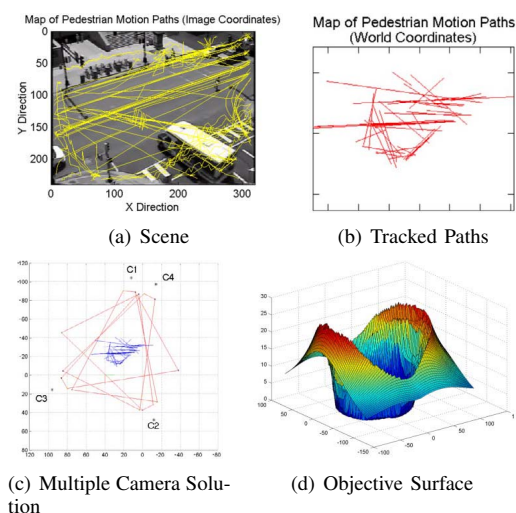 Map of Pedestrian Motion Paths (Image Coordinates)
0
50
100
150
200
Y Direction
0 100 200 300
X Direction
(a) Scene
Map of Pedestrian Motion Paths
(World Coordinates)
(b) Tracked Paths
-120
-100
-80
-60
-40
-20
0
20
40
60
80
120 100 80 60 40 20 0 -20 -40 -60 -80
C1
C4
C3
C2
(c) Multiple Camera Solu-
tion
30
25
20
15
10
5
0
100
50
0
-50
-100
-150
-100
-50
0
50
(d) Objective Surface